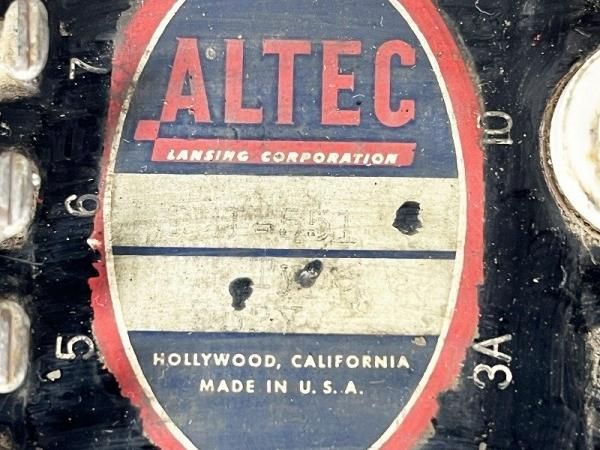 ALTEC
LANSING CORPORATION
HOLLYWOOD, CALIFORNIA
MADE IN U.S.A.
7
6
5
10
3A